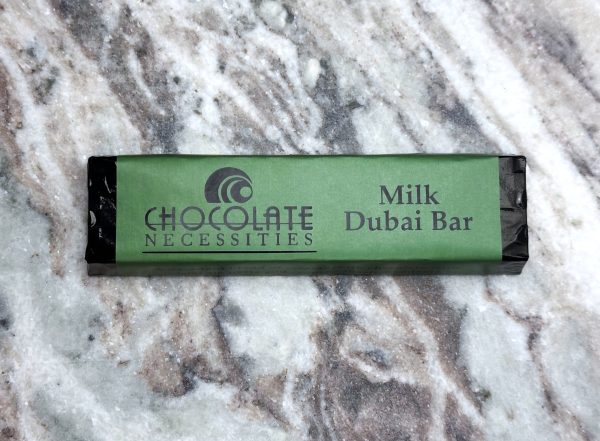 CHOCOLATE
NECESSITIES
Milk
Dubai Bar